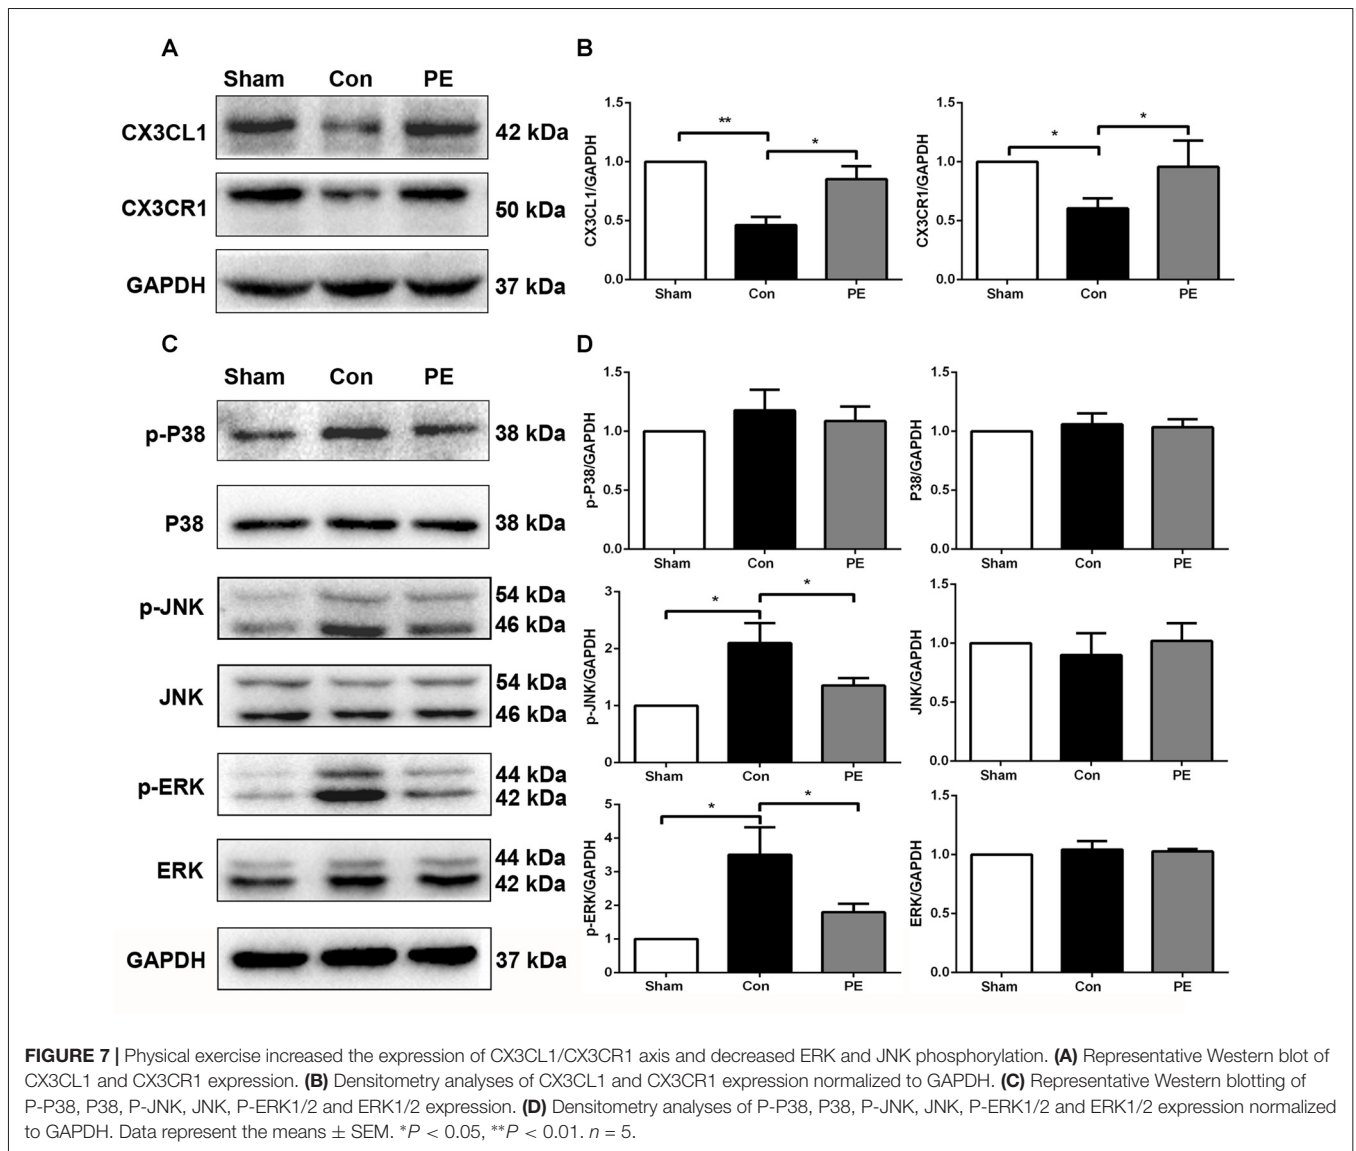 A
Sham Con PE
CX3CL1 42 kDa
CX3CR1 50 kDa
GAPDH 37 kDa
B
CX3CL1/GAPDH
1.5
1.0
0.5
0.0
** *
Sham Con PE
CX3CR1/GAPDH
1.5
1.0
0.5
0.0
* *
Sham Con PE
C
Sham Con PE
p-P38 38 kDa
P38 38 kDa
p-JNK 54 kDa
46 kDa
JNK 54 kDa
46 kDa
p-ERK 44 kDa
42 kDa
ERK 44 kDa
42 kDa
GAPDH 37 kDa
D
p-P38/GAPDH
1.5
1.0
0.5
0.0
Sham Con PE
P38/GAPDH
1.5
1.0
0.5
0.0
Sham Con PE
p-JNK/GAPDH
3
2
1
0
* *
Sham Con PE
JNK/GAPDH
1.5
1.0
0.5
0.0
Sham Con PE
p-ERK/GAPDH
5
4
3
2
1
0
* *
Sham Con PE
ERK/GAPDH
1.5
1.0
0.5
0.0
Sham Con PE
FIGURE 7 | Physical exercise increased the expression of CX3CL1/CX3CR1 axis and decreased ERK and JNK phosphorylation. (A) Representative Western blot of
CX3CL1 and CX3CR1 expression. (B) Densitometry analyses of CX3CL1 and CX3CR1 expression normalized to GAPDH. (C) Representative Western blotting of
P-P38, P38, P-JNK, JNK, P-ERK1/2 and ERK1/2 expression. (D) Densitometry analyses of P-P38, P38, P-JNK, JNK, P-ERK1/2 and ERK1/2 expression normalized
to GAPDH. Data represent the means ± SEM. *P < 0.05, **P < 0.01. n = 5.